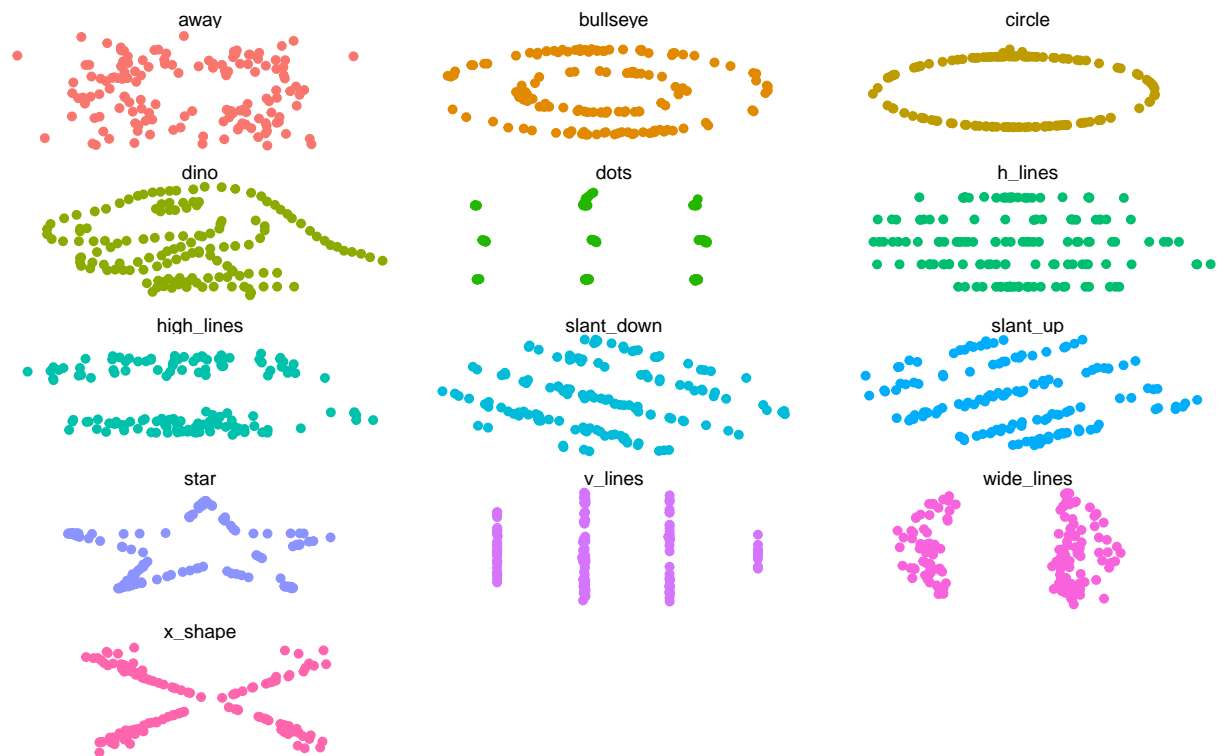 away
bullseye
circle
dino
dots
h_lines
high_lines
slant_down
slant_up
star
v_lines
wide_lines
x_shape